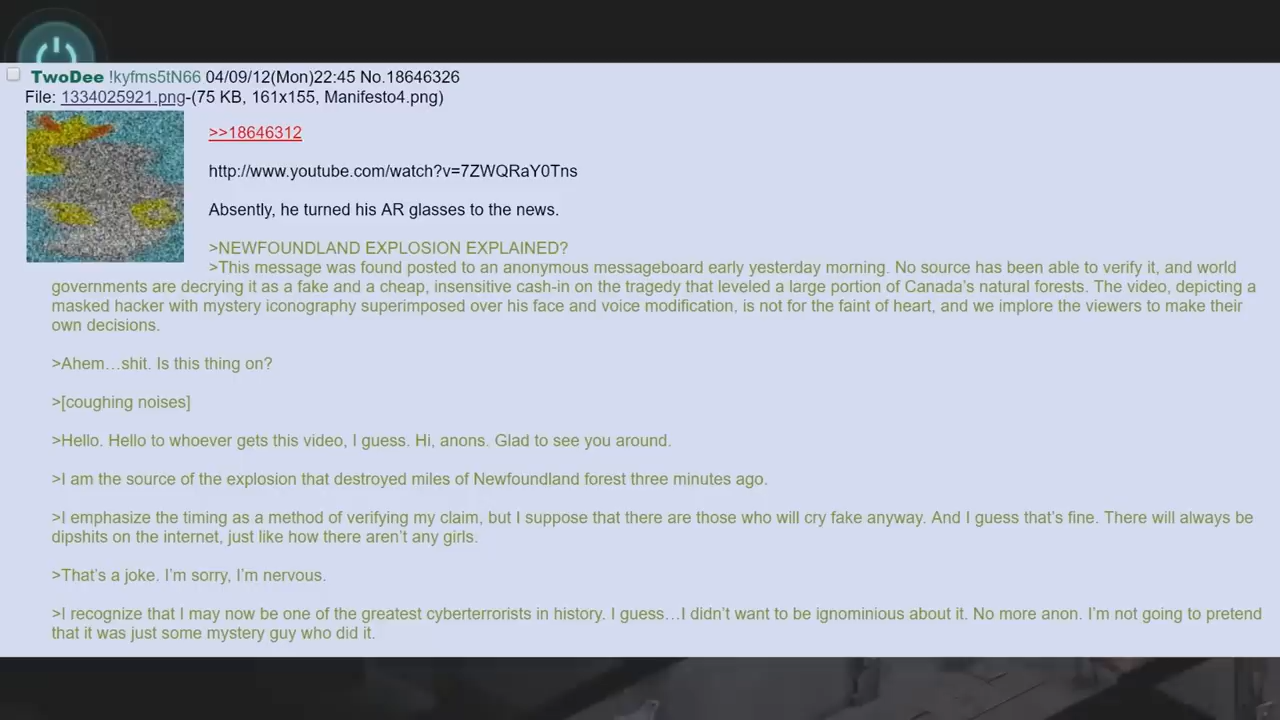 TwoDee !kyfms5tN66 04/09/12(Mon)22:45 No.18646326
File: 1334025921.png-(75 KB, 161x155, Manifesto4.png)
>>18646312
http://www.youtube.com/watch?v=7ZWQRaY0Tns
Absently, he turned his AR glasses to the news.
>NEWFOUNDLAND EXPLOSION EXPLAINED?
>This message was found posted to an anonymous messageboard early yesterday morning. No source has been able to verify it, and world
governments are decrying it as a fake and a cheap, insensitive cash-in on the tragedy that leveled a large portion of Canada's natural forests. The video, depicting a
masked hacker with mystery iconography superimposed over his face and voice modification, is not for the faint of heart, and we implore the viewers to make their
own decisions.
>Ahem…shit. Is this thing on?
>[coughing noises]
>Hello. Hello to whoever gets this video, I guess. Hi, anons. Glad to see you around.
>I am the source of the explosion that destroyed miles of Newfoundland forest three minutes ago.
>I emphasize the timing as a method of verifying my claim, but I suppose that there are those who will cry fake anyway. And I guess that's fine. There will always be
dipshits on the internet, just like how there aren't any girls.
>That's a joke. I'm sorry, I'm nervous.
>I recognize that I may now be one of the greatest cyberterrorists in history. I guess…I didn't want to be ignominious about it. No more anon. I'm not going to pretend
that it was just some mystery guy who did it.